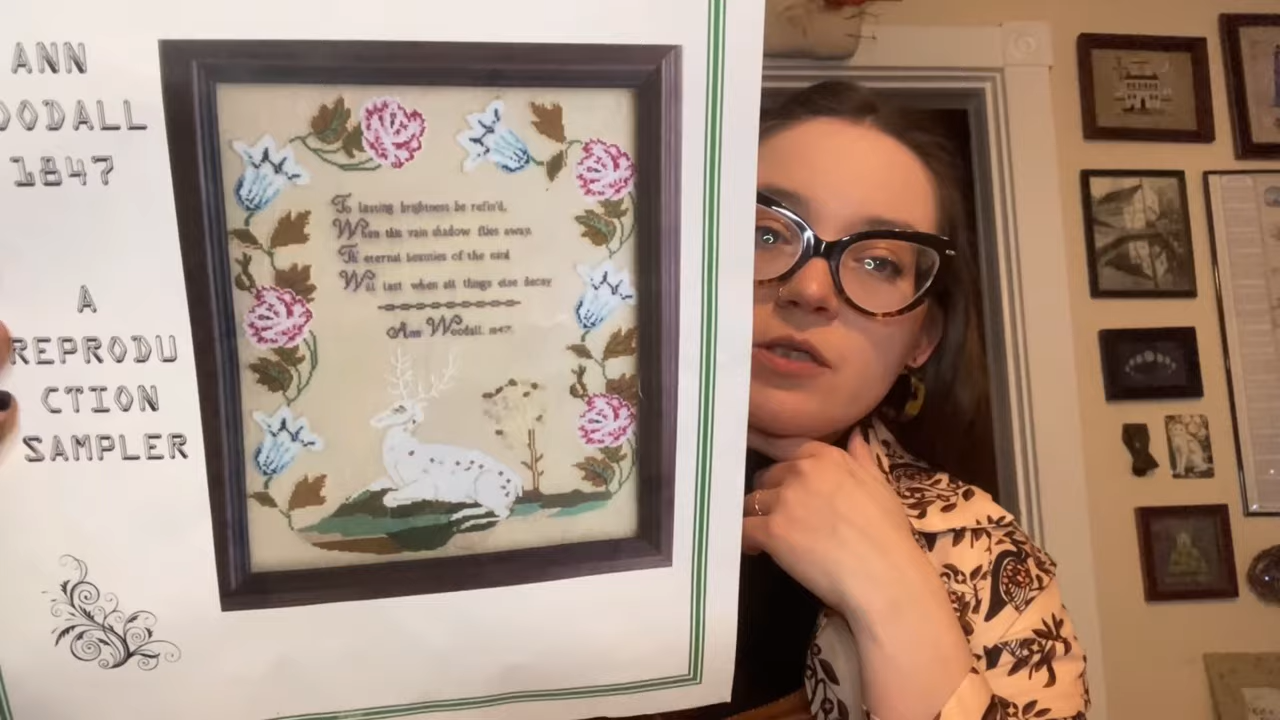 ANN
OODALL
1847
A
REPRODU
CTION
SAMPLER
To lasting brightness be refin'd,
When this vain shadow flies away
Th eternal beauties of the mind
Will last when all things else decay
Ann Woodall. 1847.